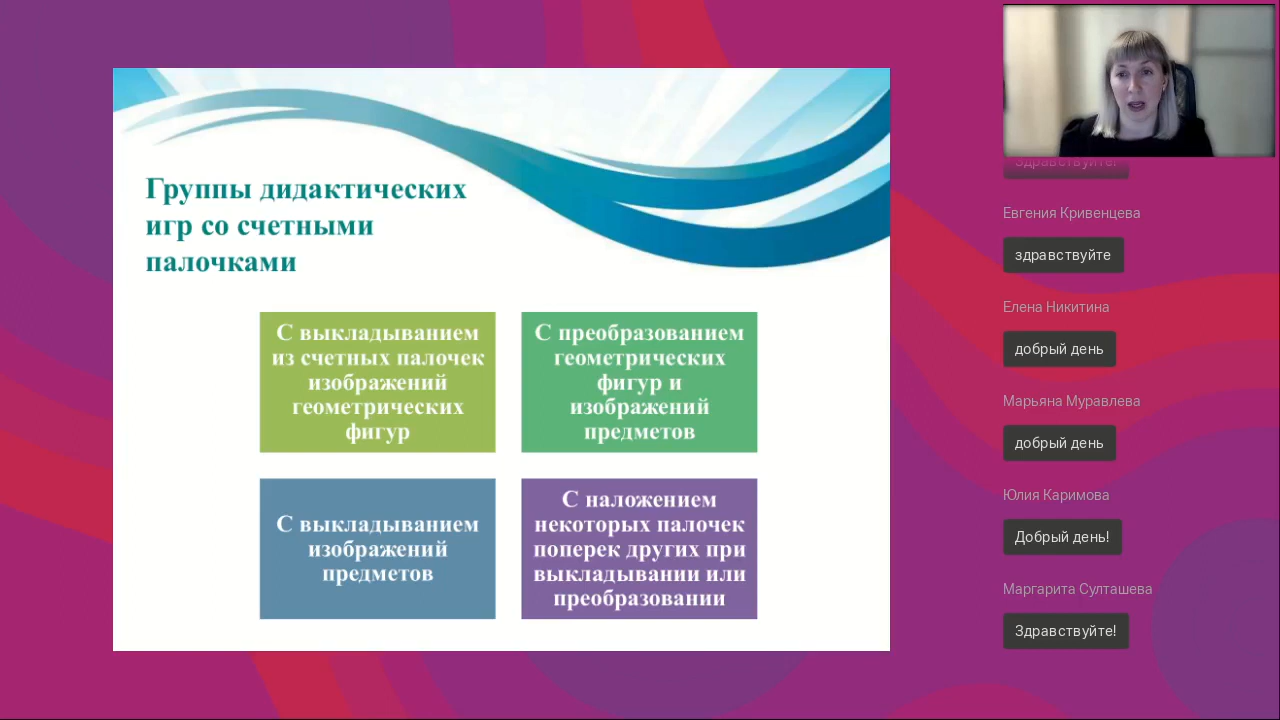 Группы дидактических
игр со счетными
палочками
С выкладыванием
из счетных палочек
изображений
геометрических
фигур
С преобразованием
геометрических
фигур и
изображений
предметов
С выкладыванием
изображений
предметов
С наложением
некоторых палочек
поперек других при
выкладывании или
преобразовании
Здравствуйте!
Евгения Кривенцева
здравствуйте
Елена Никитина
добрый день
Марьяна Муравлева
добрый день
Юлия Каримова
Добрый день!
Маргарита Султашева
Здравствуйте!